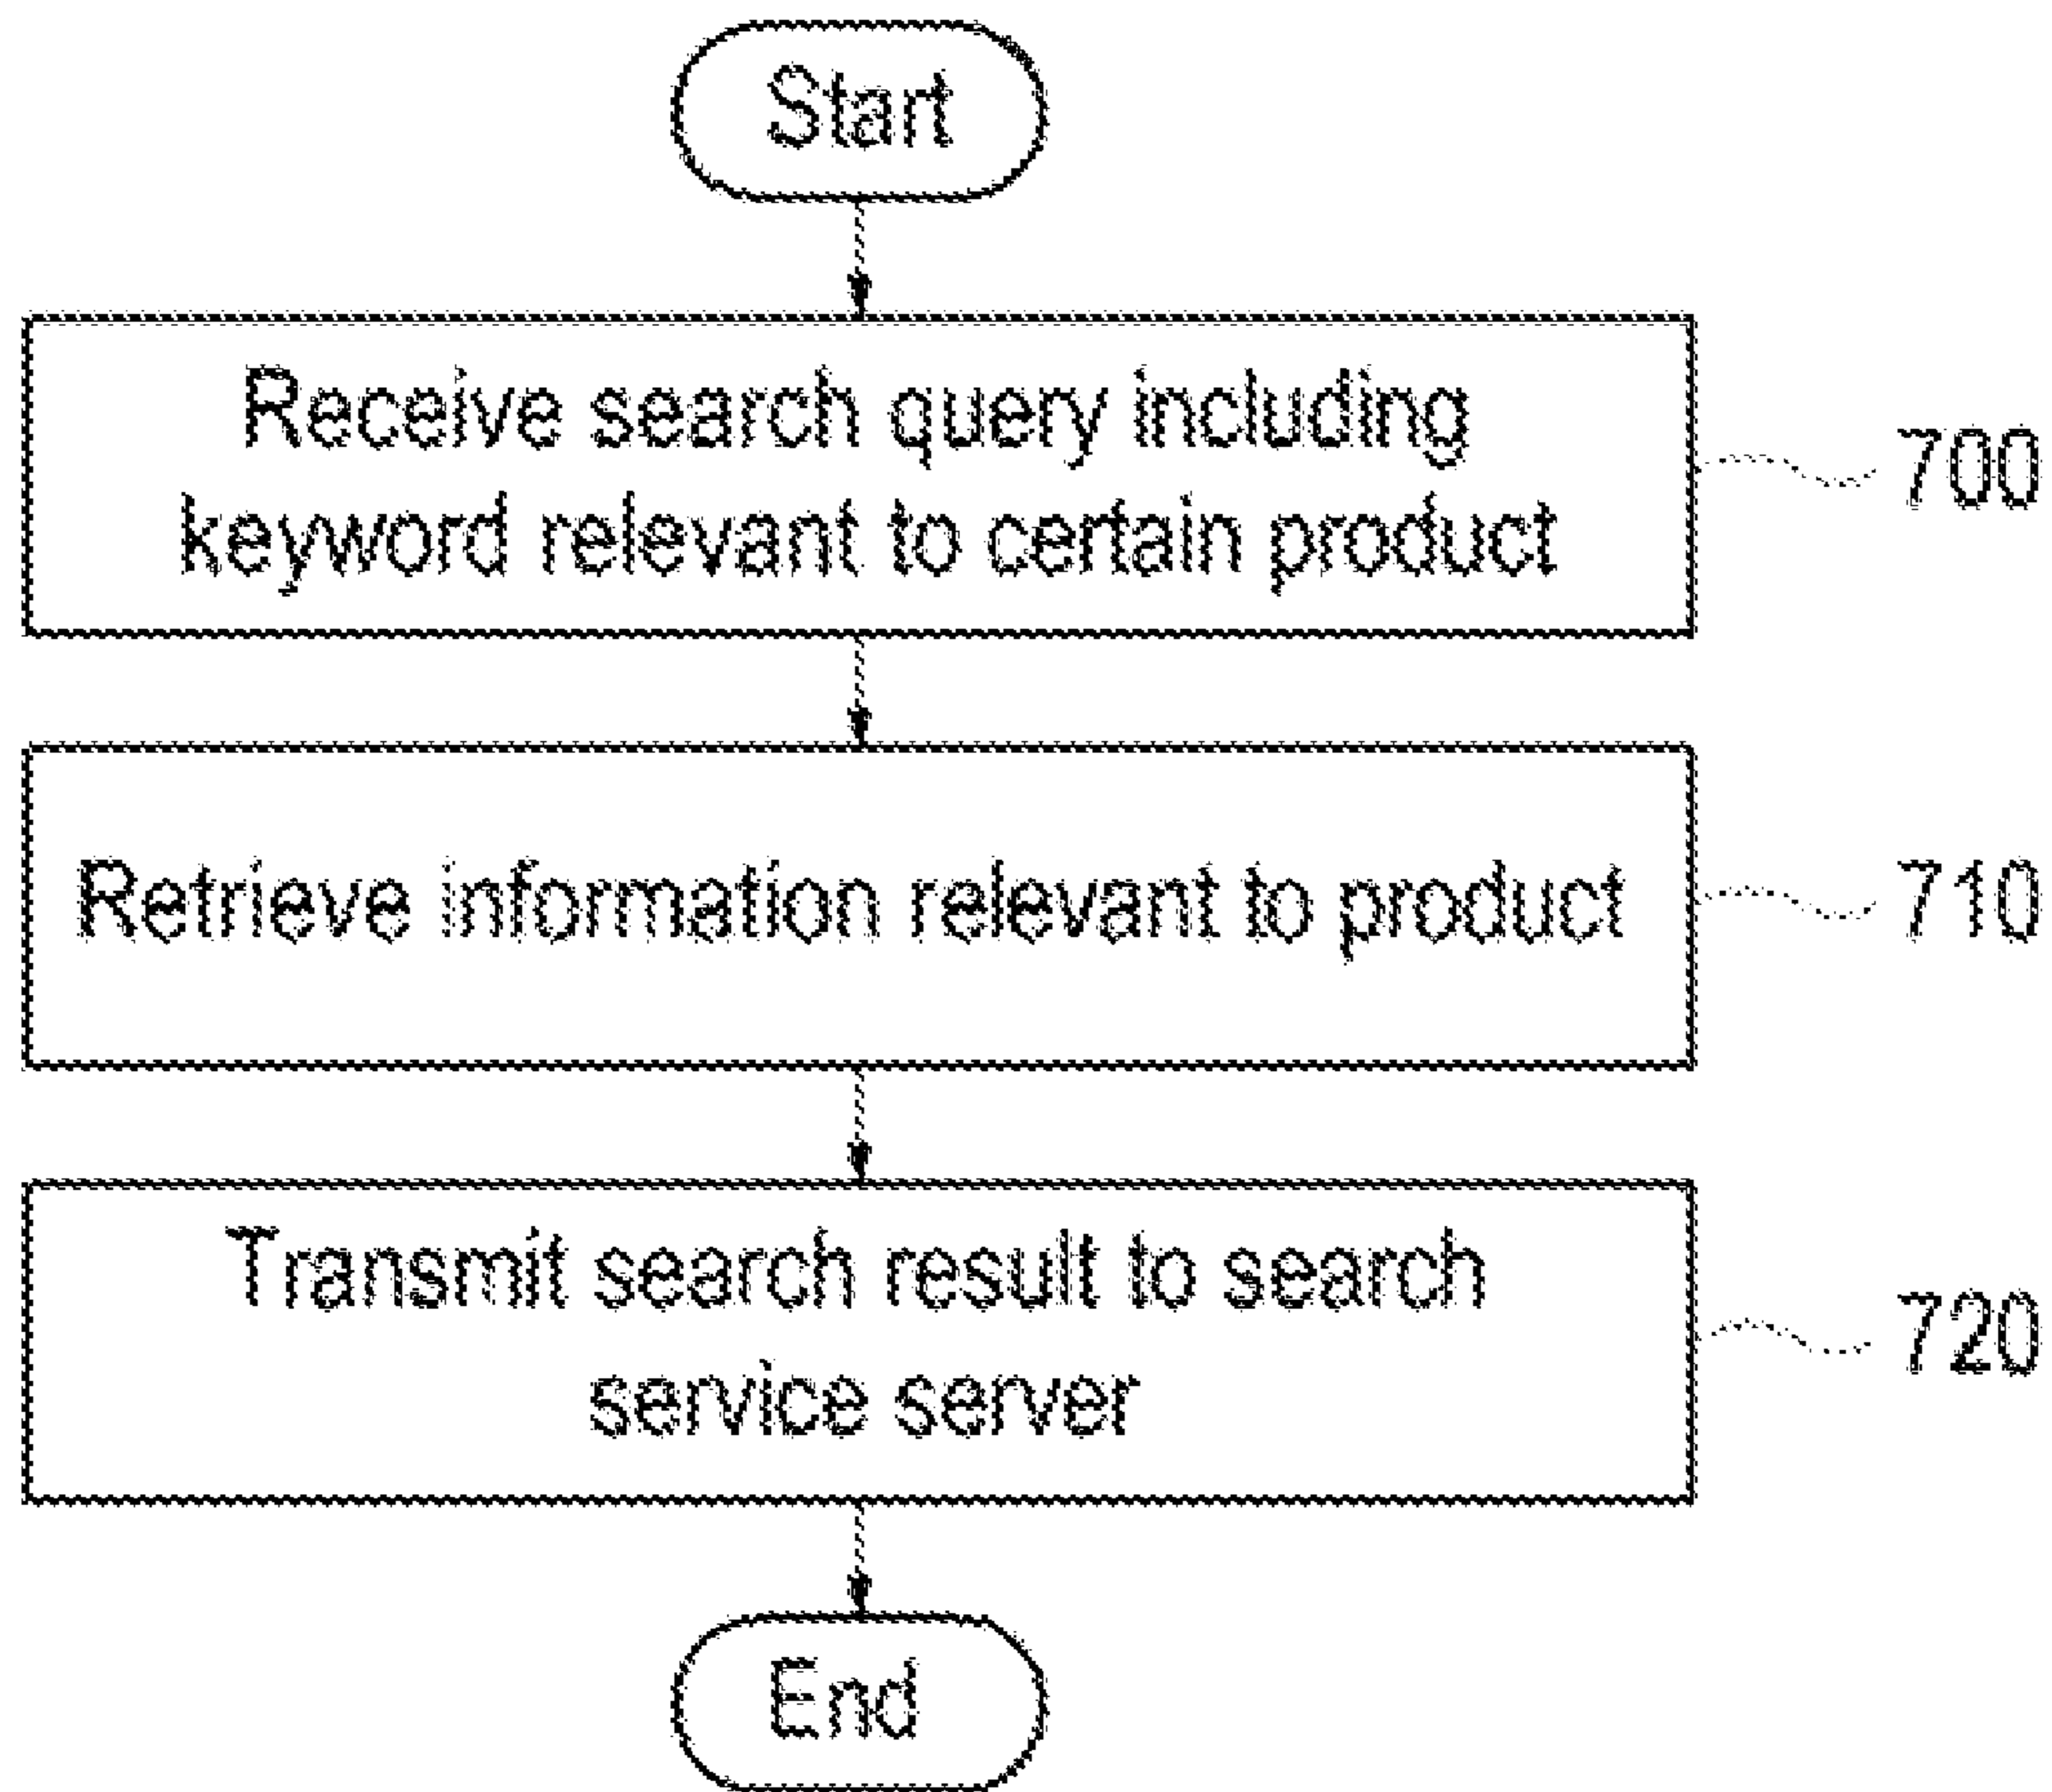 Start
Receive search query including
keyword relevant to certain product
700
Retrieve information relevant to product
710
Transmit search result to search
service server
720
End